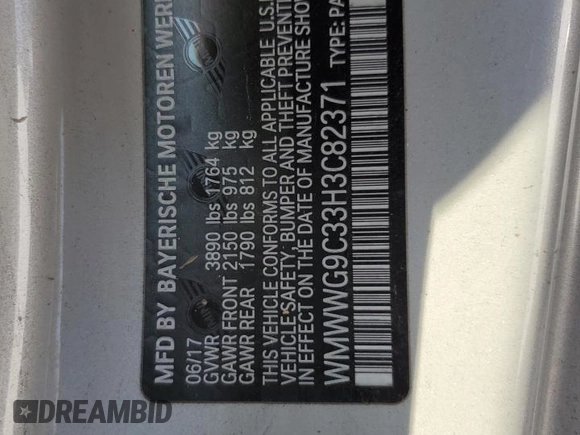 MFD BY BAYERISCHE MOTOREN WER
06/17
GVWR 3890 lbs 1764 kg
GAWR FRONT 2150 lbs 975 kg
GAWR REAR 1790 lbs 812 kg
THIS VEHICLE CONFORMS TO ALL APPLICABLE U.S.
VEHICLE SAFETY, BUMPER AND THEFT PREVENT
IN EFFECT ON THE DATE OF MANUFACTURE SHO
WMWWG9C33H3C82371 TYPE: PA
DREAMBID